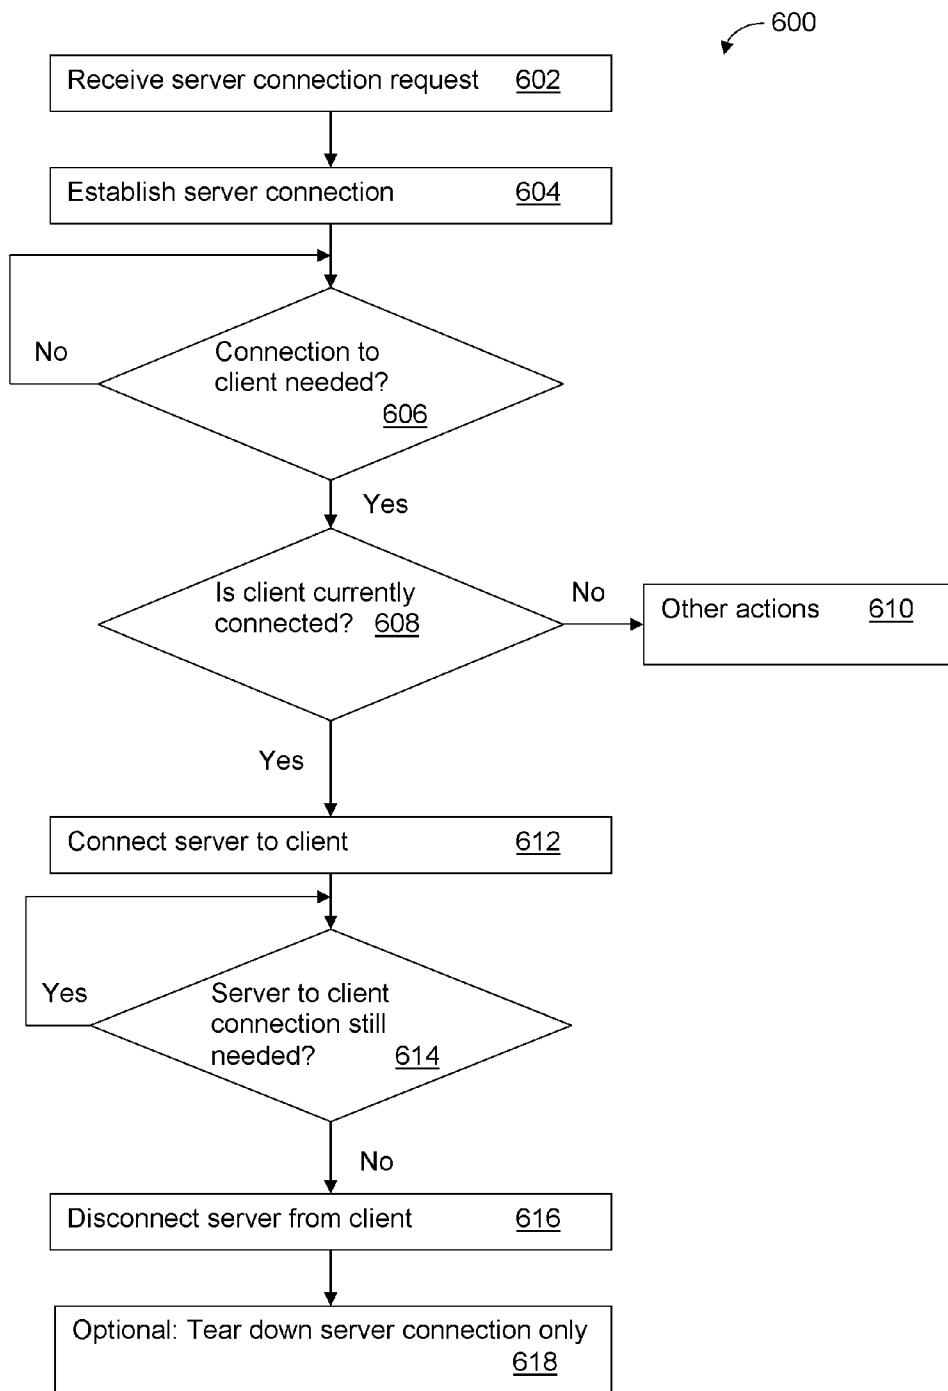 600
Receive server connection request 602
Establish server connection 604
No
Connection to
client needed?
606
Yes
Is client currently
connected? 608
No
Other actions 610
Yes
Connect server to client 612
Yes
Server to client
connection still
needed? 614
No
Disconnect server from client 616
Optional: Tear down server connection only
618